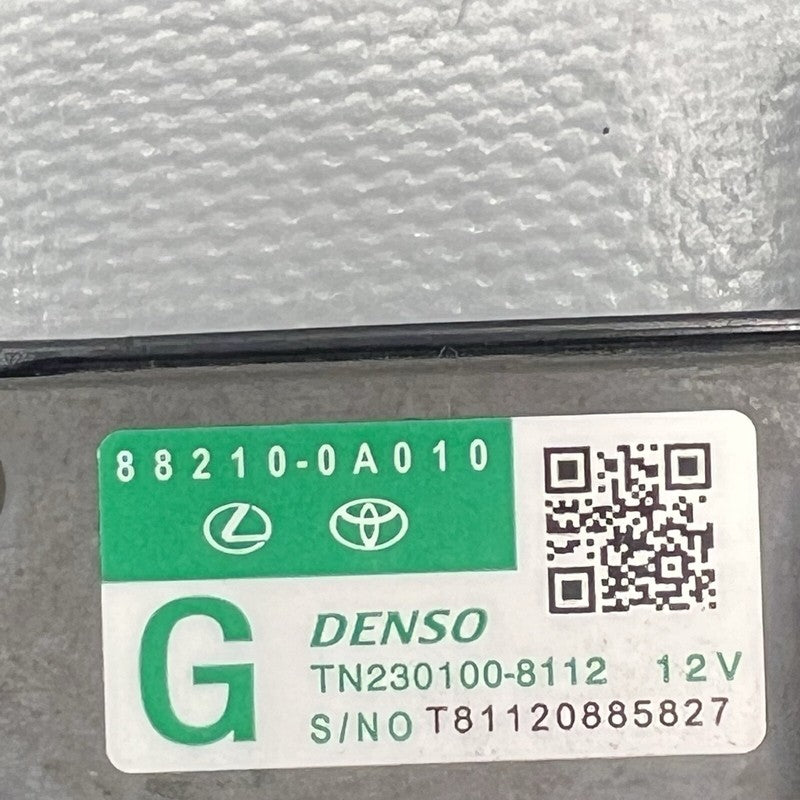 88210-0A010
G
DENSO
TN230100-8112 12V
S/NO T81120885827